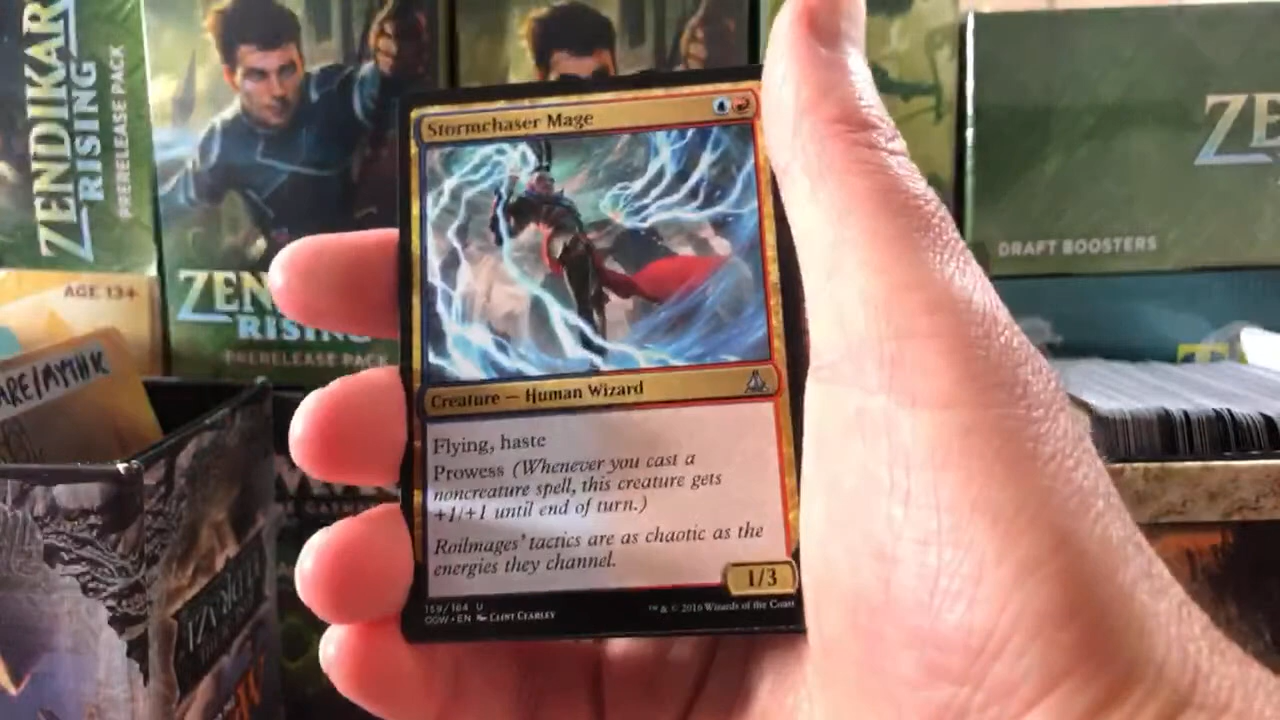 ZENDIKAR
RISING
PRERELEASE PACK
ZEN
RISING
PRERELEASE PACK
AGE 13+
ARE/MYTHIC
Stormchaser Mage
Creature — Human Wizard
Flying, haste
Prowess (Whenever you cast a
noncreature spell, this creature gets
+1/+1 until end of turn.)
Roilmages' tactics are as chaotic as the
energies they channel.
1/3
159/184 U
OGW • EN Clint Cearley
™ & © 2016 Wizards of the Coast
ZE
DRAFT BOOSTERS